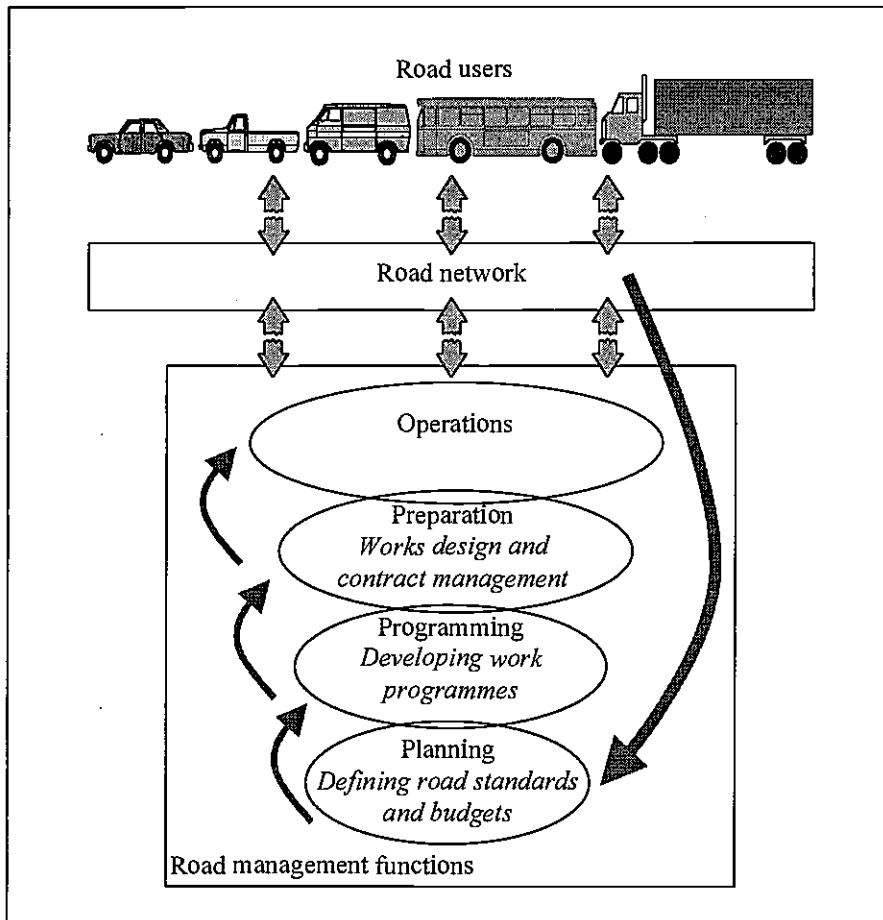 Road users
Road network
Operations
Preparation
Works design and
contract management
Programming
Developing work
programmes
Planning
Defining road standards
and budgets
Road management functions